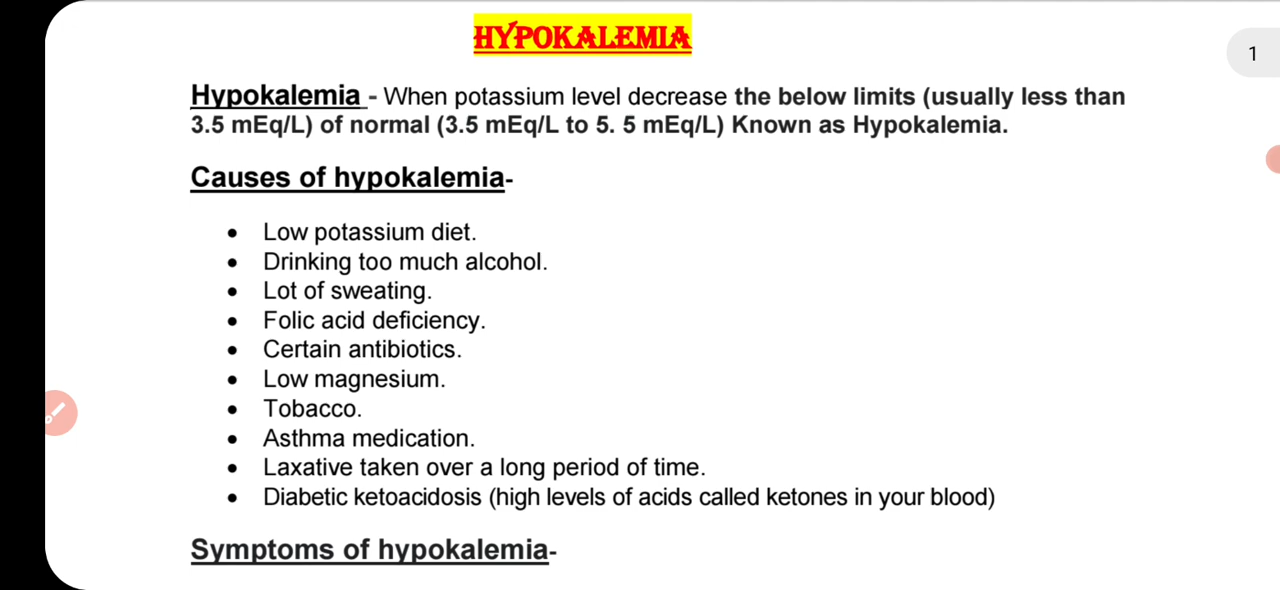 HYPOKALEMIA
1
Hypokalemia - When potassium level decrease the below limits (usually less than
3.5 mEq/L) of normal (3.5 mEq/L to 5. 5 mEq/L) Known as Hypokalemia.
Causes of hypokalemia-
• Low potassium diet.
• Drinking too much alcohol.
• Lot of sweating.
• Folic acid deficiency.
• Certain antibiotics.
• Low magnesium.
• Tobacco.
• Asthma medication.
• Laxative taken over a long period of time.
• Diabetic ketoacidosis (high levels of acids called ketones in your blood)
Symptoms of hypokalemia-